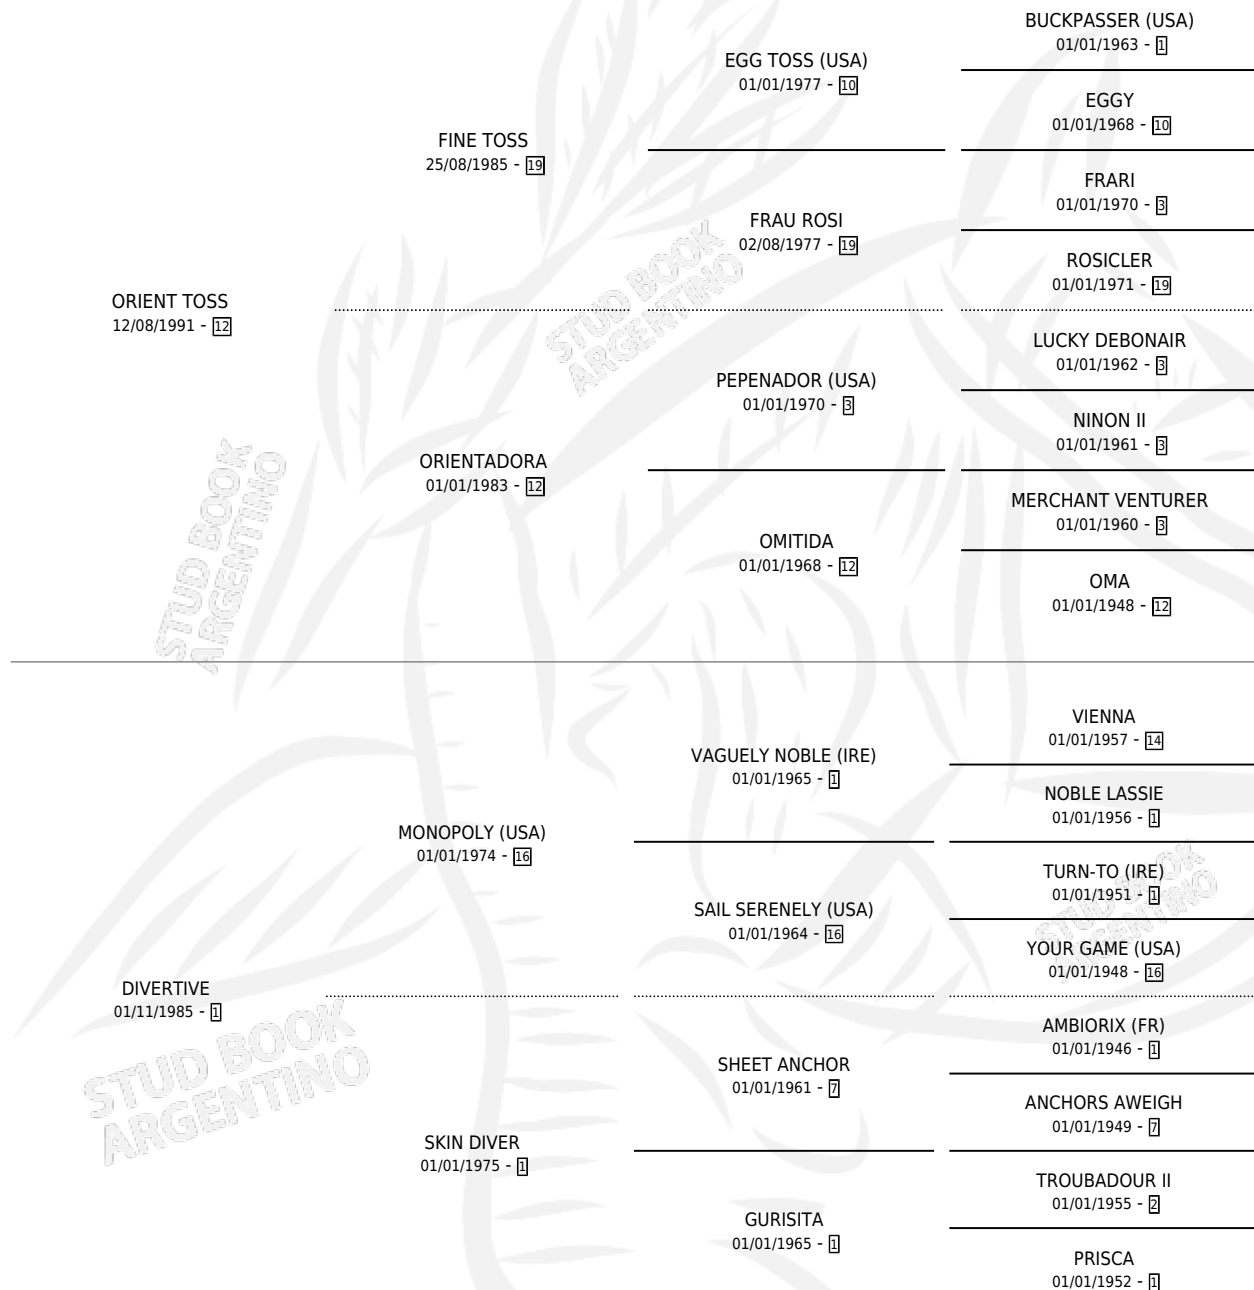 BUCKPASSER (USA)
01/01/1963 - 1
EGG TOSS (USA)
01/01/1977 - 10
EGGY
01/01/1968 - 10
FINE TOSS
25/08/1985 - 19
FRARI
01/01/1970 - 3
FRAU ROSI
02/08/1977 - 19
ROSICLER
01/01/1971 - 19
ORIENT TOSS
12/08/1991 - 12
LUCKY DEBONAIR
01/01/1962 - 3
PEPENADOR (USA)
01/01/1970 - 3
NINON II
01/01/1961 - 3
ORIENTADORA
01/01/1983 - 12
MERCHANT VENTURER
01/01/1960 - 3
OMITIDA
01/01/1968 - 12
OMA
01/01/1948 - 12
VIENNA
01/01/1957 - 14
VAGUELY NOBLE (IRE)
01/01/1965 - 1
NOBLE LASSIE
01/01/1956 - 1
MONOPOLY (USA)
01/01/1974 - 16
TURN-TO (IRE)
01/01/1951 - 1
SAIL SERENELY (USA)
01/01/1964 - 16
YOUR GAME (USA)
01/01/1948 - 16
DIVERTIVE
01/11/1985 - 1
AMBIORIX (FR)
01/01/1946 - 1
SHEET ANCHOR
01/01/1961 - 7
ANCHORS AWEIGH
01/01/1949 - 7
SKIN DIVER
01/01/1975 - 1
TROUBADOUR II
01/01/1955 - 2
GURISITA
01/01/1965 - 1
PRISCA
01/01/1952 - 1
STUD BOOK
ARGENTINO
STUD BOOK
ARGENTINO
STUD BOOK
ARGENTINO
STUD BOOK
ARGENTINO